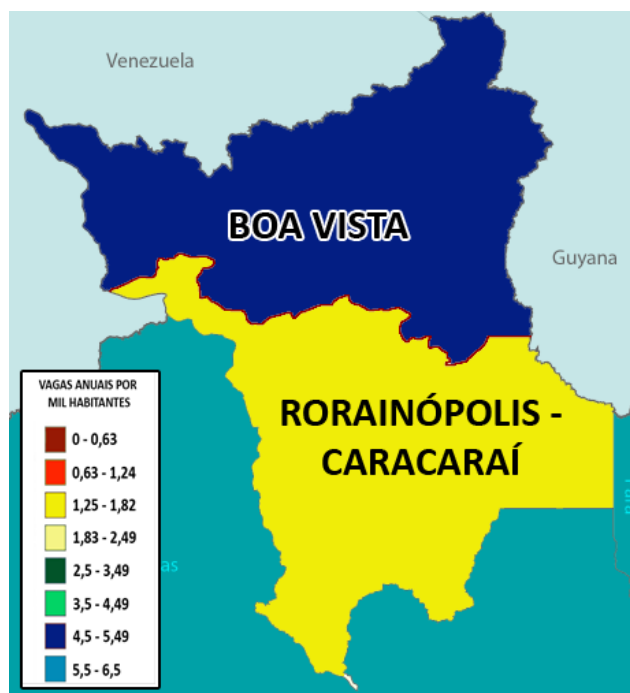 Venezuela
BOA VISTA
Guyana
VAGAS ANUAIS POR
MIL HABITANTES
0 - 0,63
0,63 - 1,24
1,25 - 1,82
1,83 - 2,49
2,5 - 3,49
3,5 - 4,49
4,5 - 5,49
5,5 - 6,5
RORAINÓPOLIS -
CARACARAÍ
as